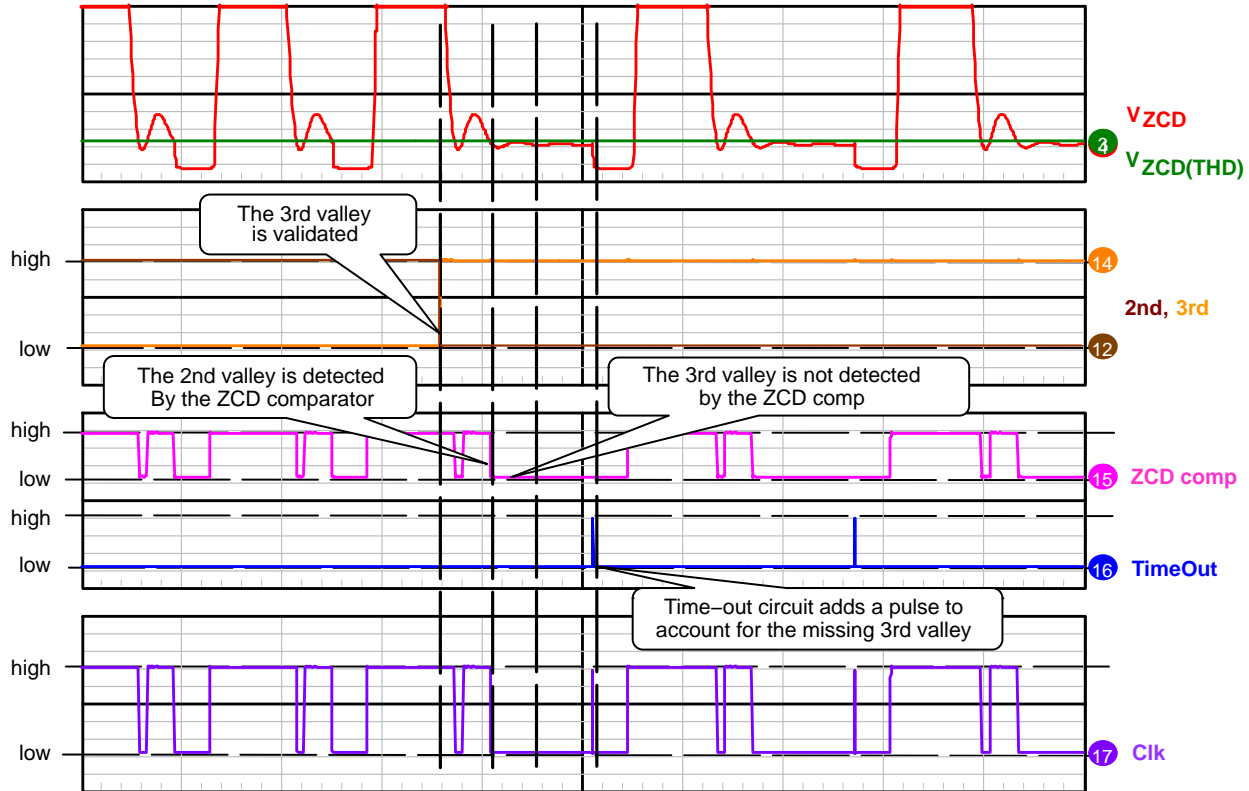 VZCD
3
4
VZCD(THD)
The 3rd valley
is validated
high
14
2nd, 3rd
low
12
The 2nd valley is detected
By the ZCD comparator
The 3rd valley is not detected
by the ZCD comp
high
low
15
ZCD comp
high
low
16
TimeOut
Time−out circuit adds a pulse to
account for the missing 3rd valley
high
low
17
Clk